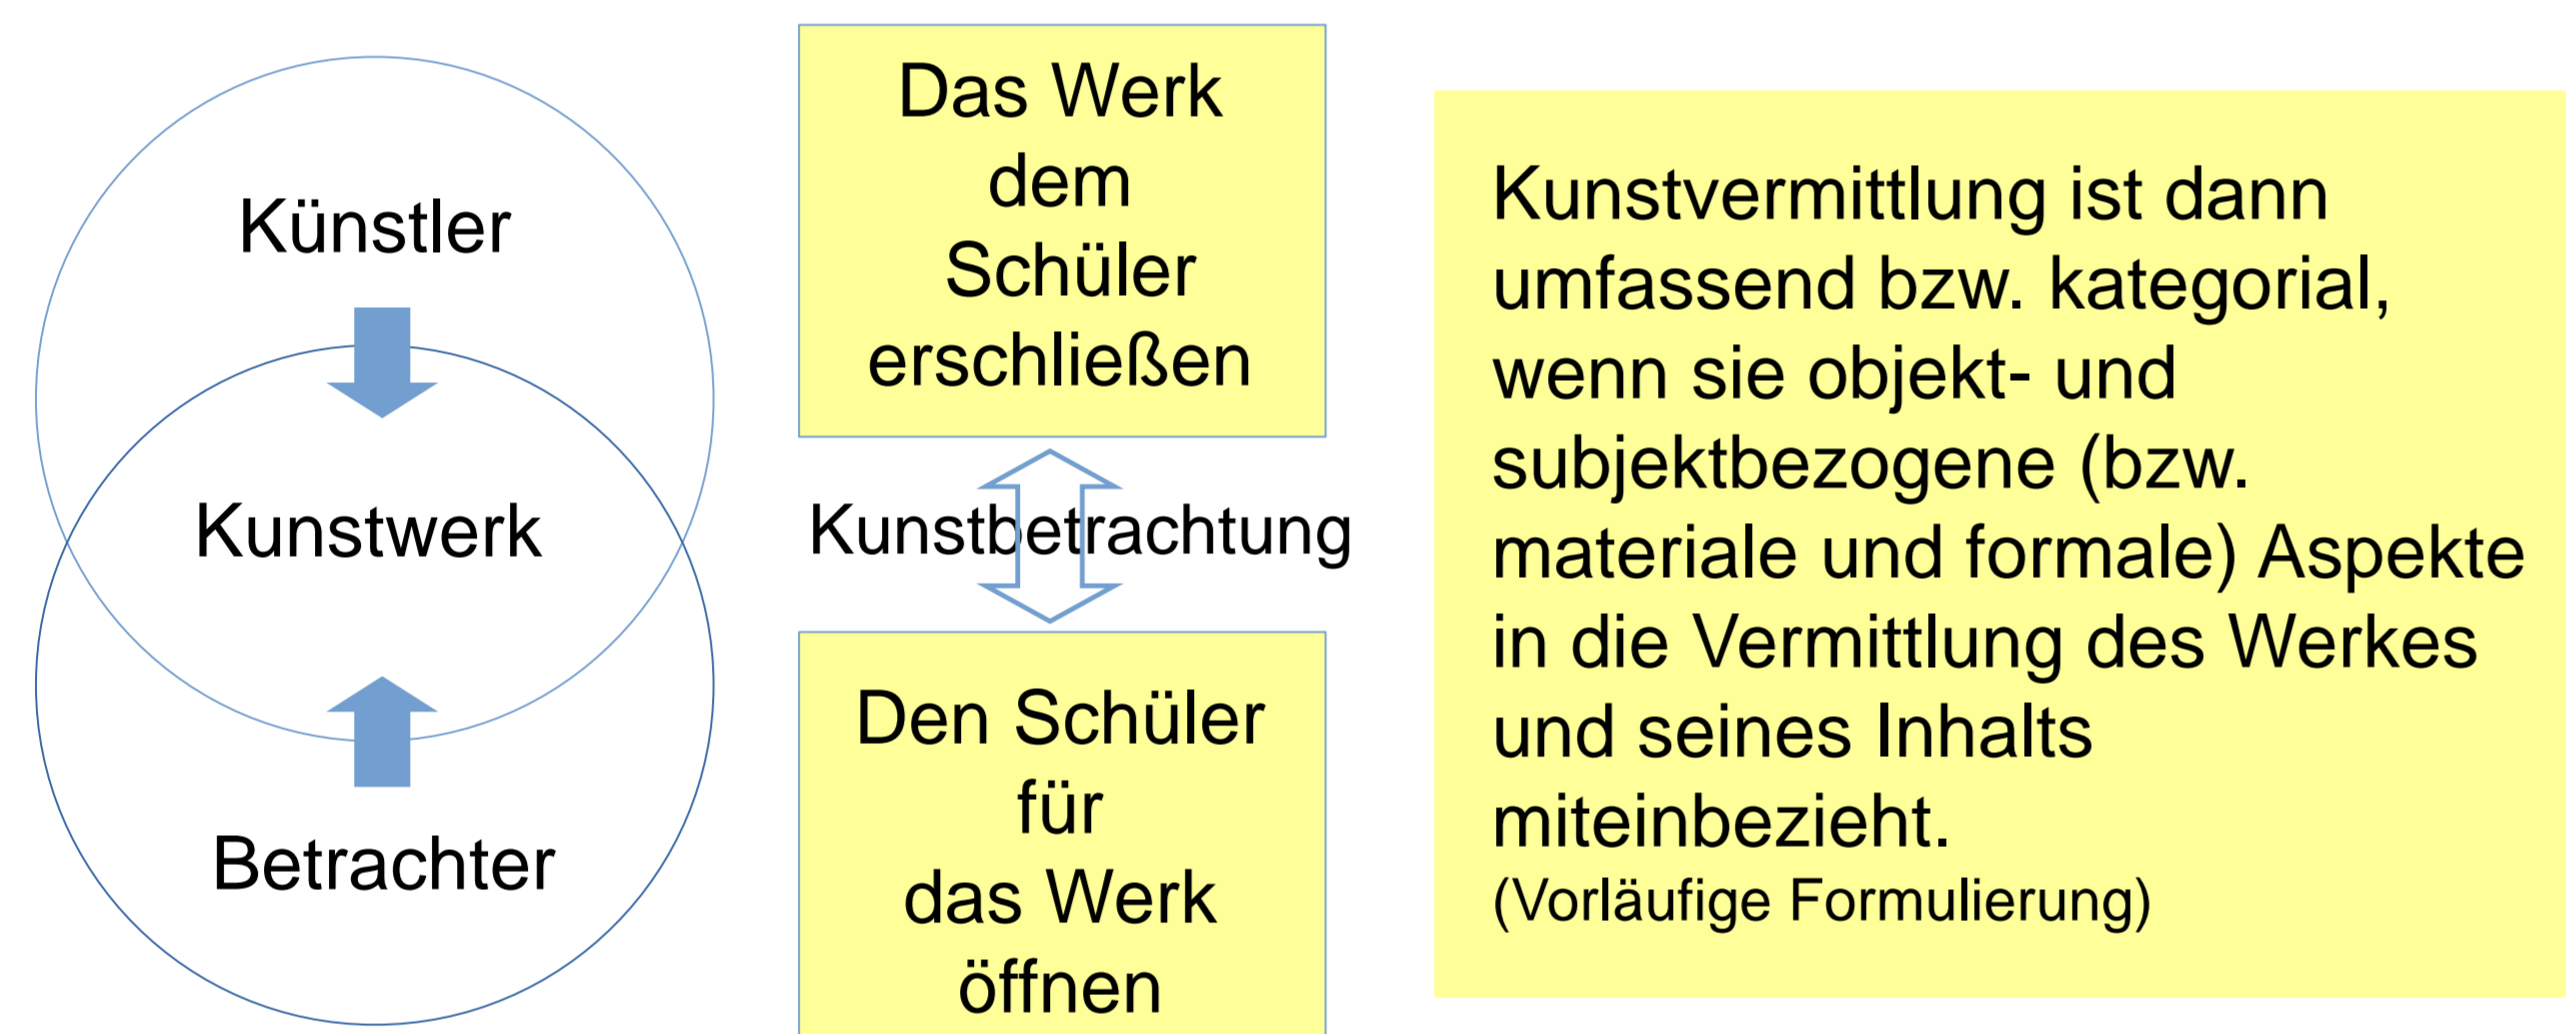 Künstler
Kunstwerk
Betrachter
Das Werk
dem
Schüler
erschließen
Kunstbetrachtung
Den Schüler
für
das Werk
öffnen
Kunstvermittlung ist dann
umfassend bzw. kategorial,
wenn sie objekt- und
subjektbezogene (bzw.
materiale und formale) Aspekte
in die Vermittlung des Werkes
und seines Inhalts
miteinbezieht.
(Vorläufige Formulierung)